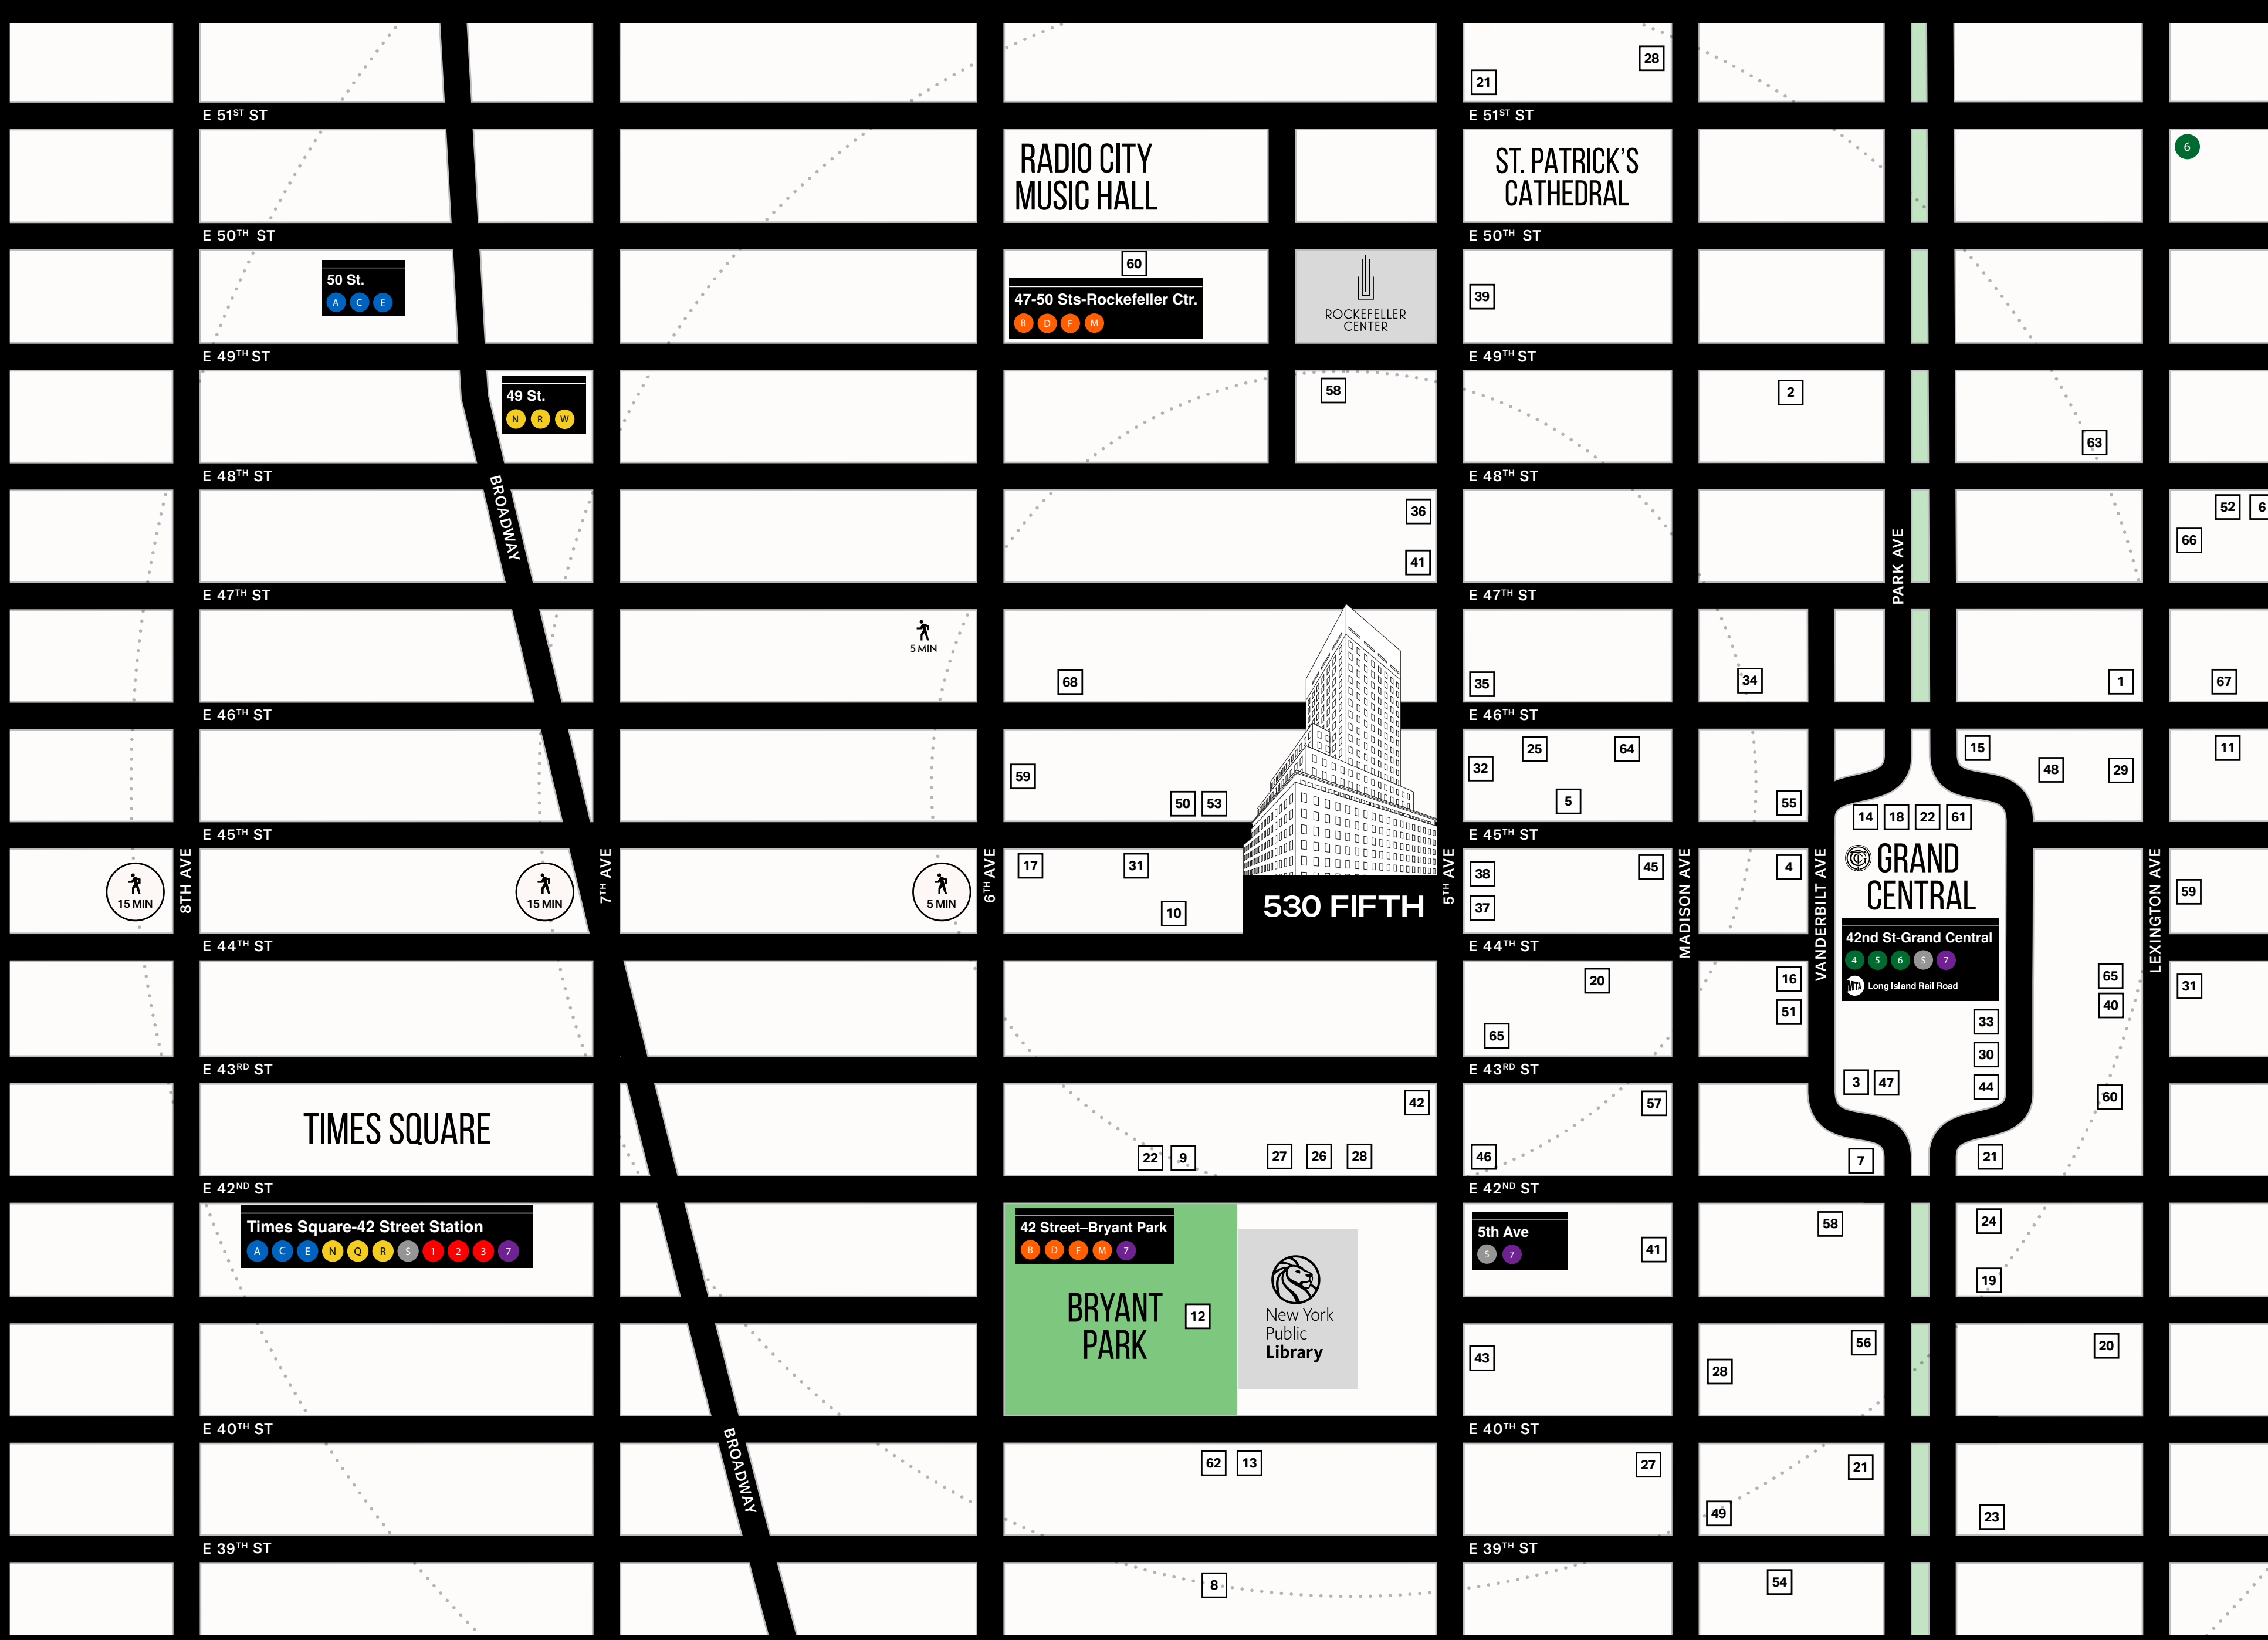 28
21
E 51ST ST
E 51ST ST
RADIO CITY
MUSIC HALL
ST. PATRICK'S
CATHEDRAL
6
E 50TH ST
E 50TH ST
50 St.
A C E
60
47-50 Sts-Rockefeller Ctr.
B D F M
ROCKEFELLER
CENTER
39
E 49TH ST
E 49TH ST
49 St.
N R W
58
2
63
E 48TH ST
E 48TH ST
BROADWAY
36
41
52
6
66
PARK AVE
E 47TH ST
E 47TH ST
5 MIN
68
35
34
1
67
E 46TH ST
E 46TH ST
59
50
53
32
25
64
5
55
15
48
29
11
14
18
22
61
E 45TH ST
E 45TH ST
15 MIN
8TH AVE
15 MIN
7TH AVE
5 MIN
6TH AVE
17
31
10
530 FIFTH
5TH AVE
38
37
45
MADISON AVE
4
VANDERBILT AVE
GRAND
CENTRAL
42nd St-Grand Central
4 5 6 S 7
MTA Long Island Rail Road
LEXINGTON AVE
59
E 44TH ST
E 44TH ST
20
65
16
51
33
30
44
3
47
65
40
60
31
E 43RD ST
E 43RD ST
TIMES SQUARE
42
22
9
27
26
28
57
46
7
21
E 42ND ST
E 42ND ST
Times Square-42 Street Station
A C E N Q R S 1 2 3 7
42 Street–Bryant Park
B D F M 7
BRYANT
PARK
12
New York
Public
Library
5th Ave
S 7
41
58
24
19
43
28
56
20
E 40TH ST
E 40TH ST
BROADWAY
62
13
27
21
49
23
E 39TH ST
E 39TH ST
8
54